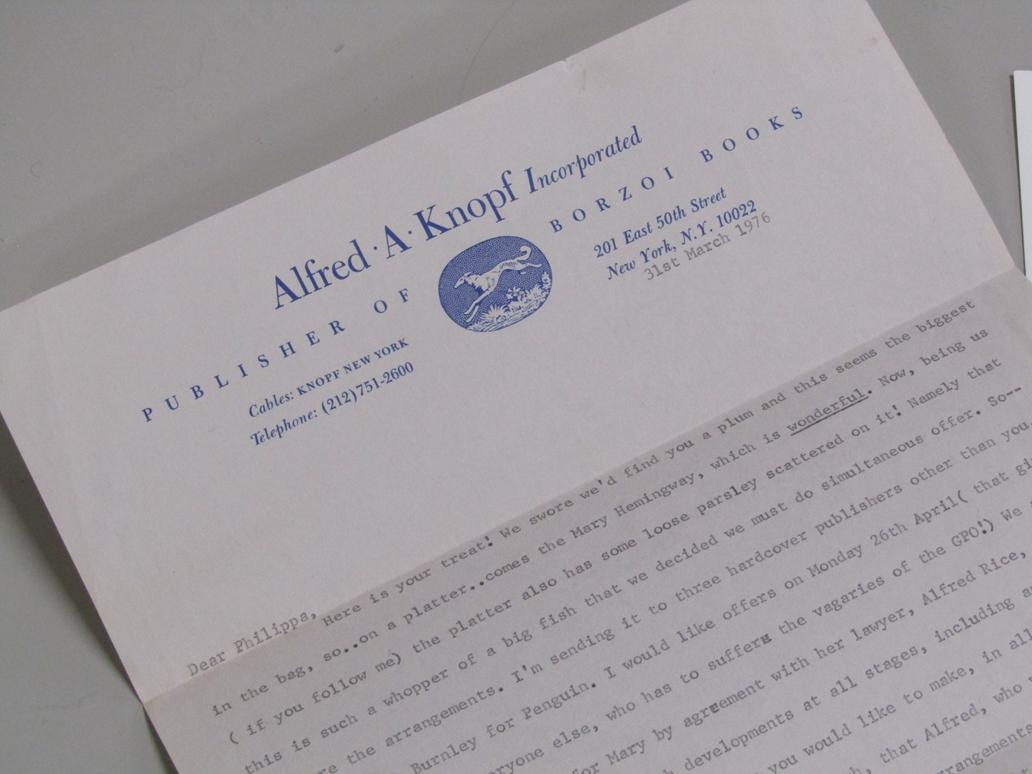 Alfred · A · Knopf Incorporated
PUBLISHER OF BORZOI BOOKS
Cables: KNOPF NEW YORK
Telephone: (212)751-2600
201 East 50th Street
New York, N.Y. 10022
31st March 1976
Dear Philippa,
Here is your treat! We swore we'd find you a plum and this seems the biggest
in the bag, so..on a platter..comes the Mary Hemingway, which is wonderful. Now, being us
( if you follow me) the platter also has some loose parsley scattered on it! Namely that
this is such a whopper of a big fish that we decided we must do simultaneous offer. So--
re the arrangements. I'm sending it to three hardcover publishers other than you,
Burnley for Penguin. I would like offers on Monday 26th April( that gi
eryone else, who has to suffers the vagaries of the GPO!) We
for Mary by agreement with her lawyer, Alfred Rice,
developments at all stages, including a
you would like to make, in all
h, that Alfred, who
rrangements